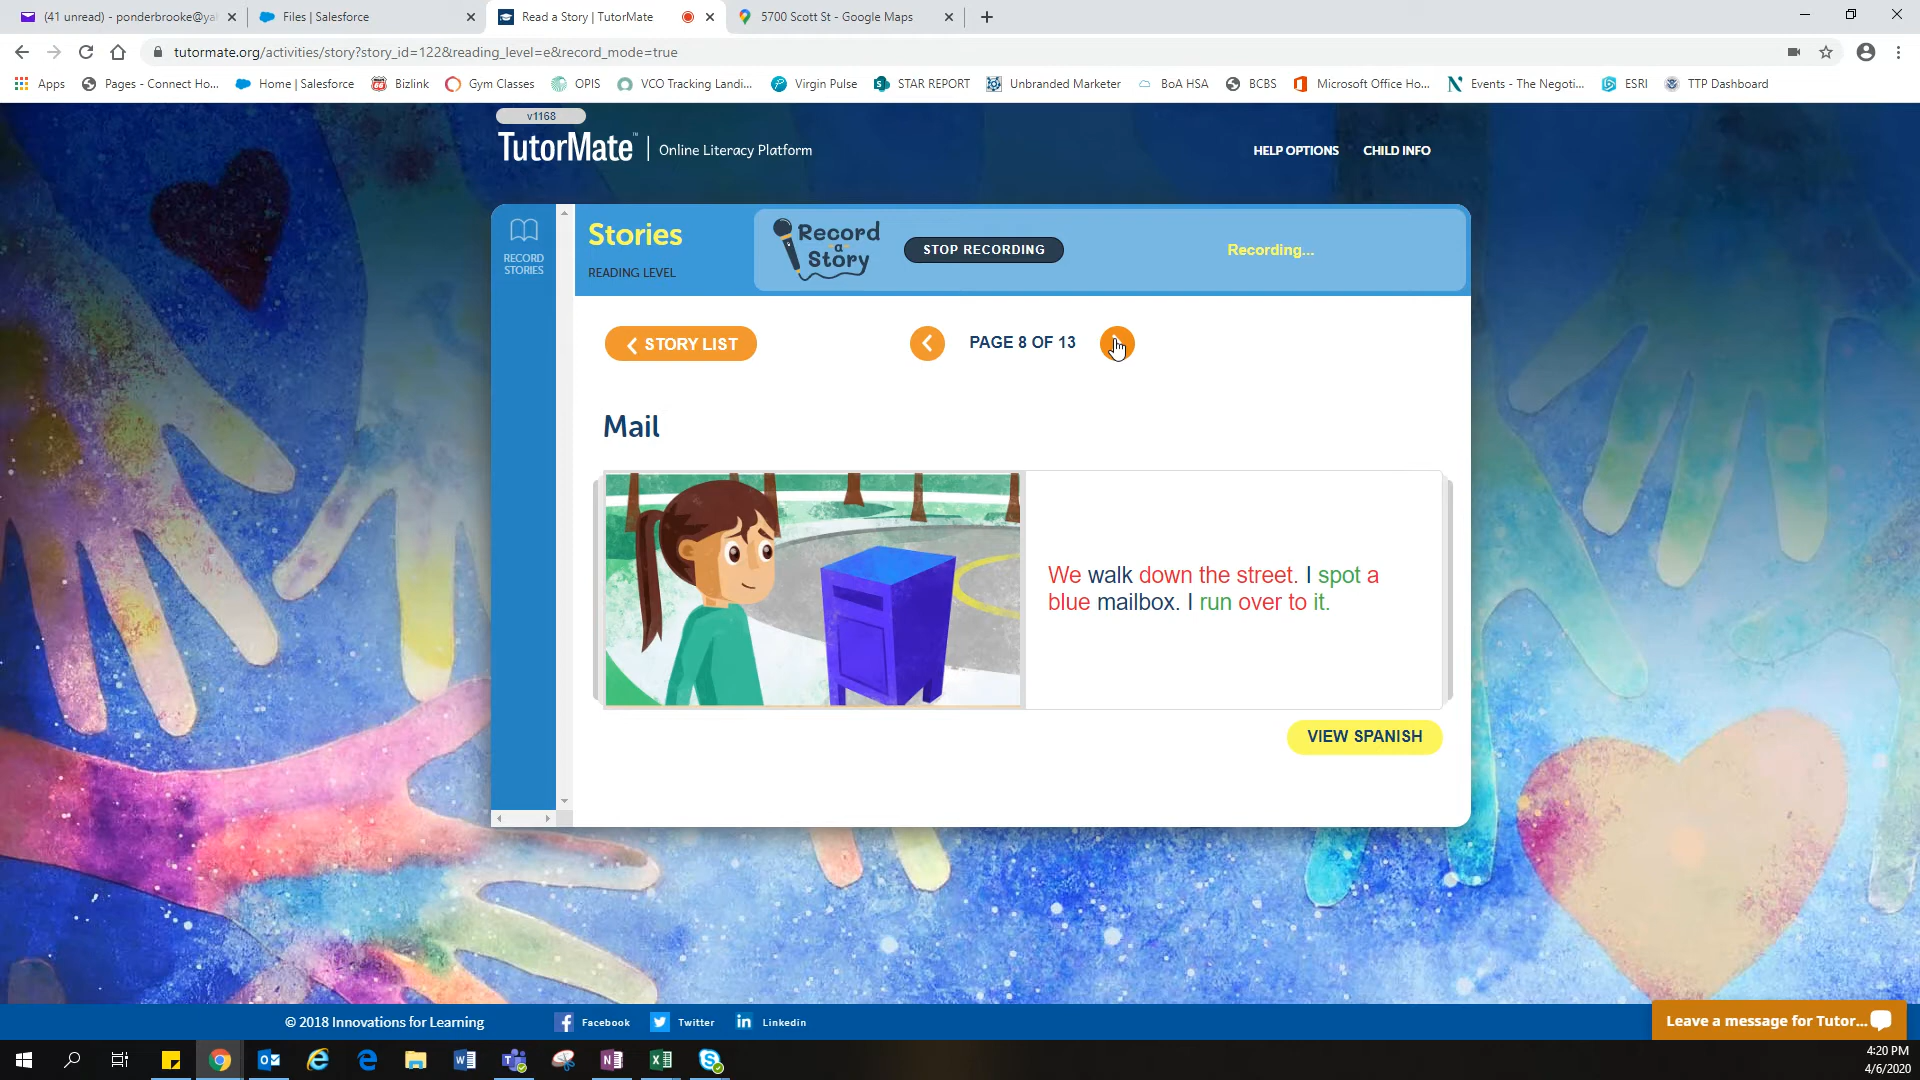 (41 unread) - ponderbrooke@ya
Files | Salesforce
Read a Story | TutorMate
5700 Scott St - Google Maps
tutormate.org/activities/story?story_id=122&reading_level=e&record_mode=true
Apps
Pages - Connect Ho...
Home | Salesforce
Bizlink
Gym Classes
OPIS
VCO Tracking Landi...
Virgin Pulse
STAR REPORT
Unbranded Marketer
BoA HSA
BCBS
Microsoft Office Ho...
Events - The Negoti...
ESRI
TTP Dashboard
v1168
TutorMate™ | Online Literacy Platform
HELP OPTIONS
CHILD INFO
RECORD
STORIES
Stories
READING LEVEL
Record
a
Story
STOP RECORDING
Recording...
STORY LIST
PAGE 8 OF 13
Mail
We walk down the street. I spot a
blue mailbox. I run over to it.
VIEW SPANISH
© 2018 Innovations for Learning
Facebook
Twitter
Linkedin
Leave a message for Tutor...
4:20 PM
4/6/2020